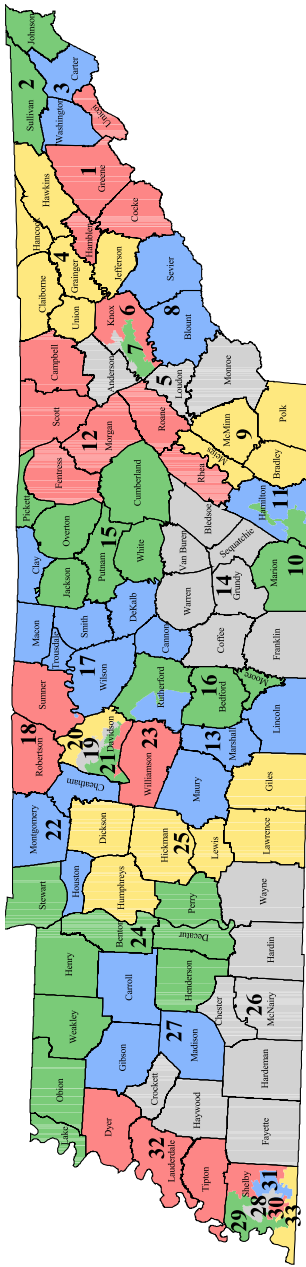 Johnson
2
Sullivan
Carter
3
Washington
Unicoi
Hawkins
1
Greene
Hancock
Hamblen
Cocke
4
Grainger
Claiborne
Jefferson
Union
Sevier
6
Knox
7
8
Blount
Campbell
Anderson
5
Loudon
Monroe
Scott
12
Morgan
Roane
9
McMinn
Meigs
Polk
Fentress
Rhea
Bradley
Pickett
Cumberland
Hamilton
11
Overton
15
Putnam
White
Bledsoe
Van Buren
Sequatchie
Clay
Jackson
10
Marion
14
Grundy
Warren
DeKalb
Macon
Smith
Trousdale
Cannon
Coffee
Franklin
17
Wilson
Moore
16
Bedford
Rutherford
Sumner
18
Robertson
Lincoln
13
Marshall
20
19
21
Davidson
23
Williamson
Cheatham
Maury
Giles
22
Montgomery
Dickson
Hickman
25
Lewis
Lawrence
Houston
Humphreys
Stewart
Perry
Wayne
Benton
24
Decatur
Henry
Henderson
Hardin
Carroll
Chester
26
McNairy
Weakley
Gibson
27
Madison
Crockett
Hardeman
Obion
Haywood
Lake
Dyer
32
Lauderdale
Fayette
Tipton
Shelby
29
28
30
31
33